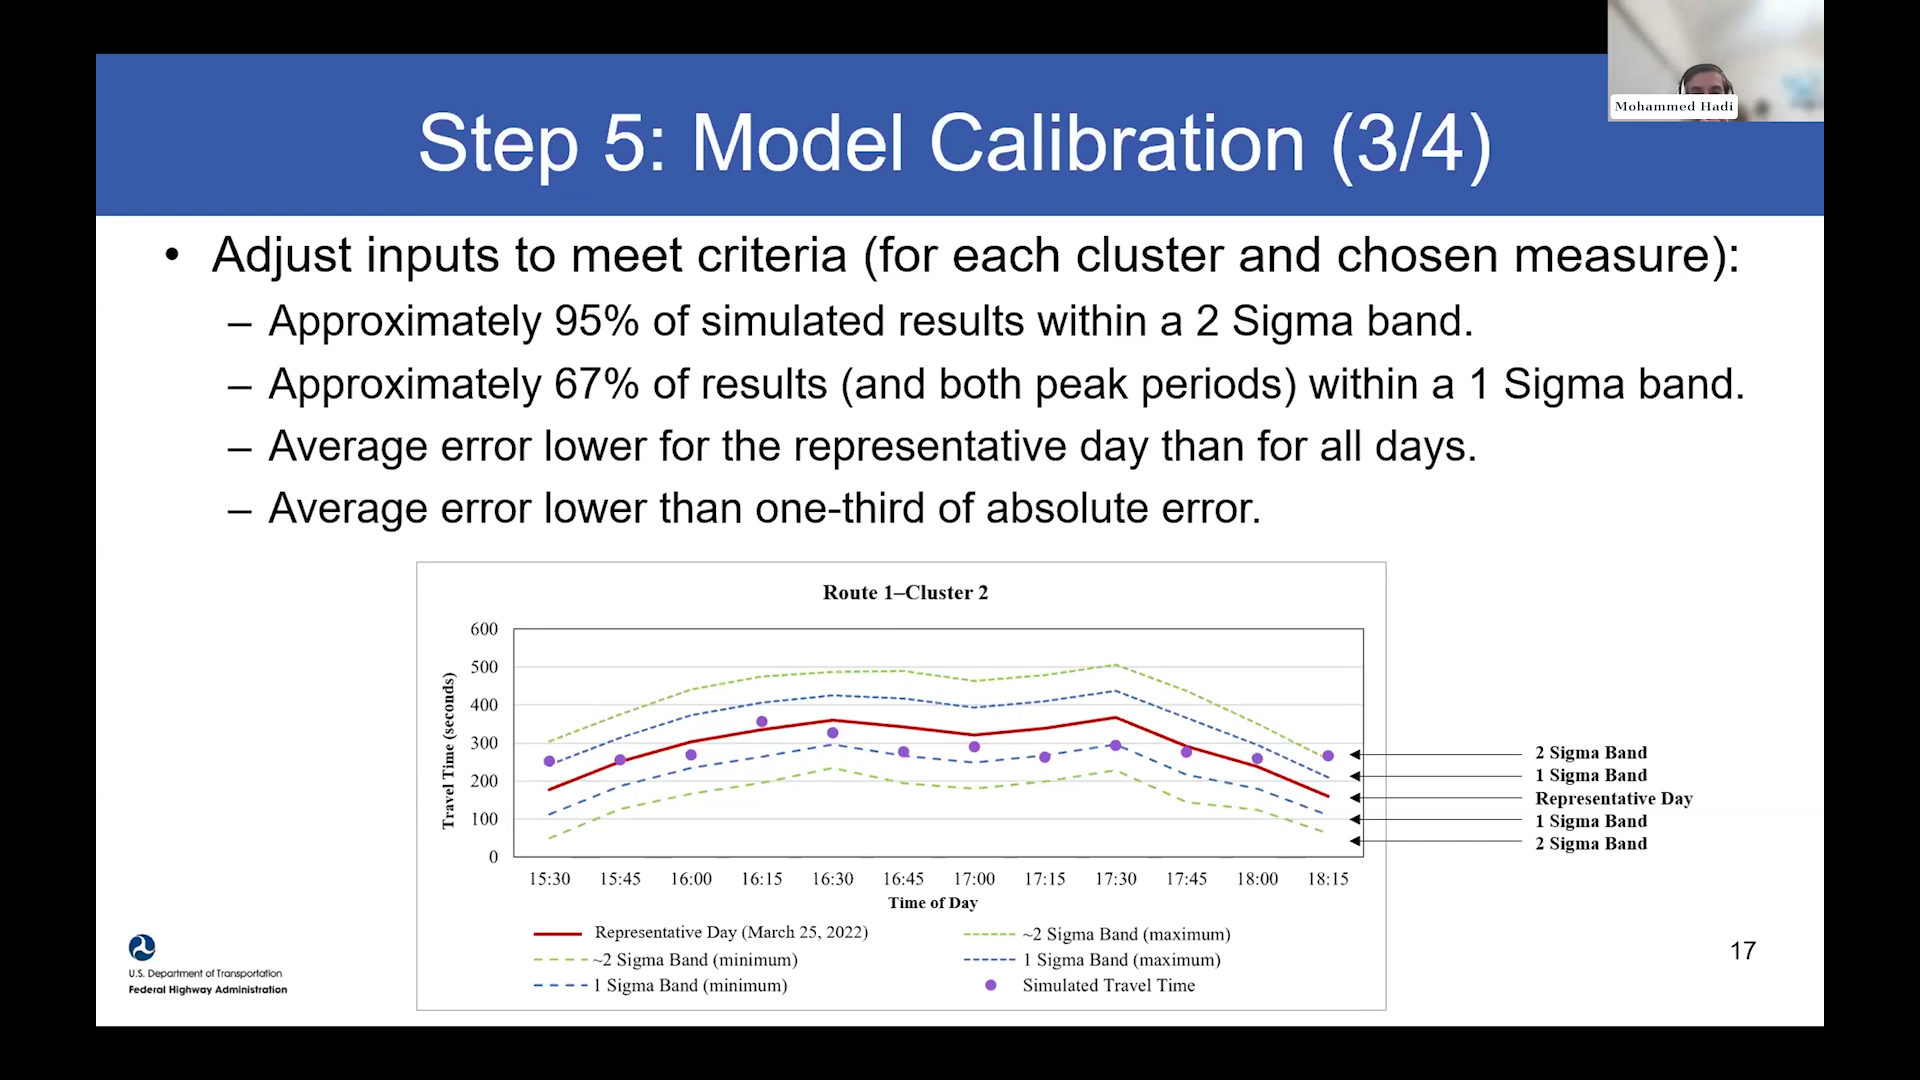 Mohammed Hadi
Step 5: Model Calibration (3/4)
• Adjust inputs to meet criteria (for each cluster and chosen measure):
– Approximately 95% of simulated results within a 2 Sigma band.
– Approximately 67% of results (and both peak periods) within a 1 Sigma band.
– Average error lower for the representative day than for all days.
– Average error lower than one-third of absolute error.
Route 1–Cluster 2
Travel Time (seconds)
600
500
400
300
200
100
0
15:30 15:45 16:00 16:15 16:30 16:45 17:00 17:15 17:30 17:45 18:00 18:15
Time of Day
2 Sigma Band
1 Sigma Band
Representative Day
1 Sigma Band
2 Sigma Band
Representative Day (March 25, 2022)
~2 Sigma Band (maximum)
~2 Sigma Band (minimum)
1 Sigma Band (maximum)
1 Sigma Band (minimum)
Simulated Travel Time
U.S. Department of Transportation
Federal Highway Administration
17